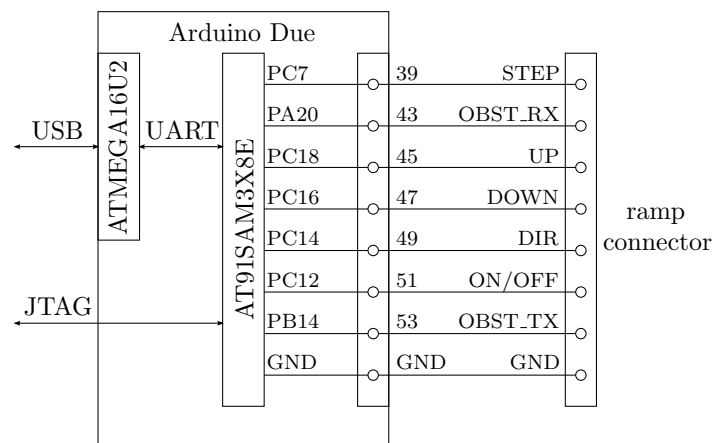 Arduino Due
ATMEGA16U2
AT91SAM3X8E
USB
UART
JTAG
PC7 39 STEP
PA20 43 OBST_RX
PC18 45 UP
PC16 47 DOWN
PC14 49 DIR
PC12 51 ON/OFF
PB14 53 OBST_TX
GND GND GND
ramp
connector